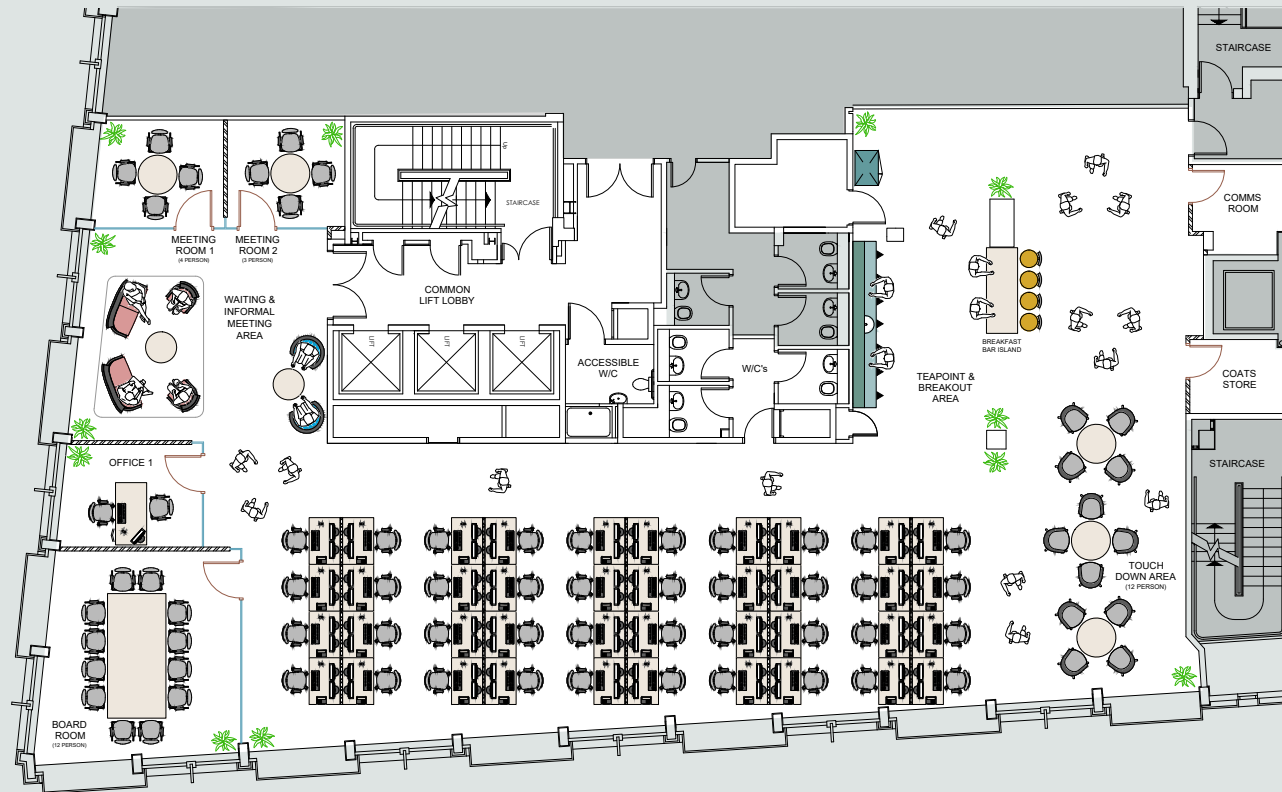 STAIRCASE
Up
STAIRCASE
COMMS
ROOM
MEETING
ROOM 1
(4 PERSON)
MEETING
ROOM 2
(3 PERSON)
COMMON
LIFT LOBBY
WAITING &
INFORMAL
MEETING
AREA
LIFT
LIFT
LIFT
BREAKFAST
BAR ISLAND
ACCESSIBLE
W/C
W/C's
TEAPOINT &
BREAKOUT
AREA
COATS
STORE
OFFICE 1
STAIRCASE
TOUCH
DOWN AREA
(12 PERSON)
BOARD
ROOM
(12 PERSON)